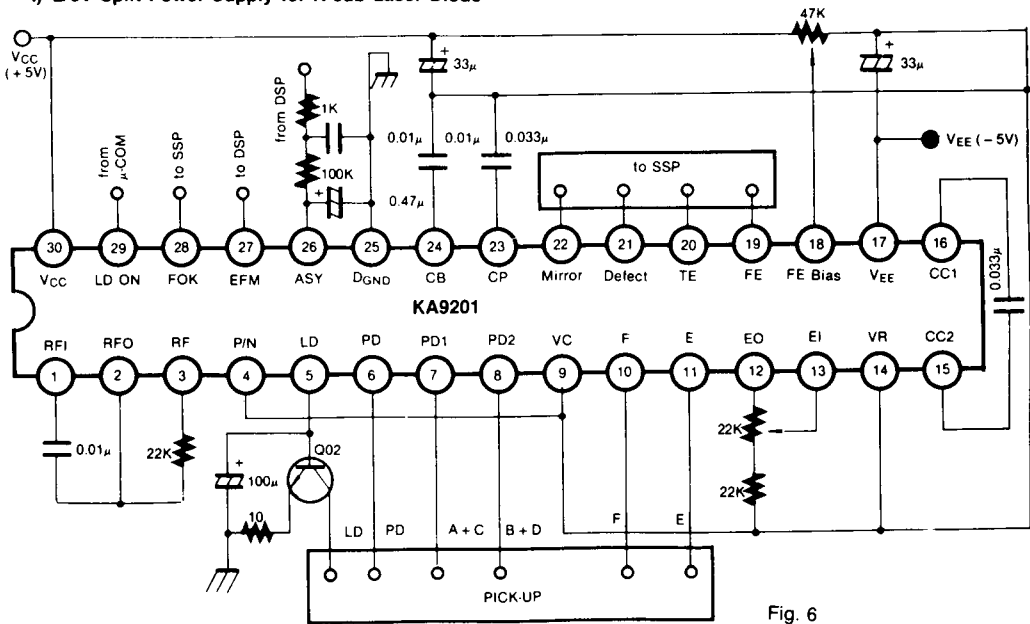 47K
VCC
(+5V)
+
33µ
+
33µ
from DSP
1K
from
µ-COM
to SSP
to DSP
0.01µ
0.01µ
0.033µ
VEE (−5V)
to SSP
100K
+
0.47µ
30
29
28
27
26
25
24
23
22
21
20
19
18
17
16
VCC
LD ON
FOK
EFM
ASY
DGND
CB
CP
Mirror
Defect
TE
FE
FE Bias
VEE
CC1
0.033µ
KA9201
RFI
RFO
RF
P/N
LD
PD
PD1
PD2
VC
F
E
EO
EI
VR
CC2
1
2
3
4
5
6
7
8
9
10
11
12
13
14
15
0.01µ
22K
22K
+
100µ
Q02
22K
10
LD
PD
A + C
B + D
F
E
PICK-UP
Fig. 6